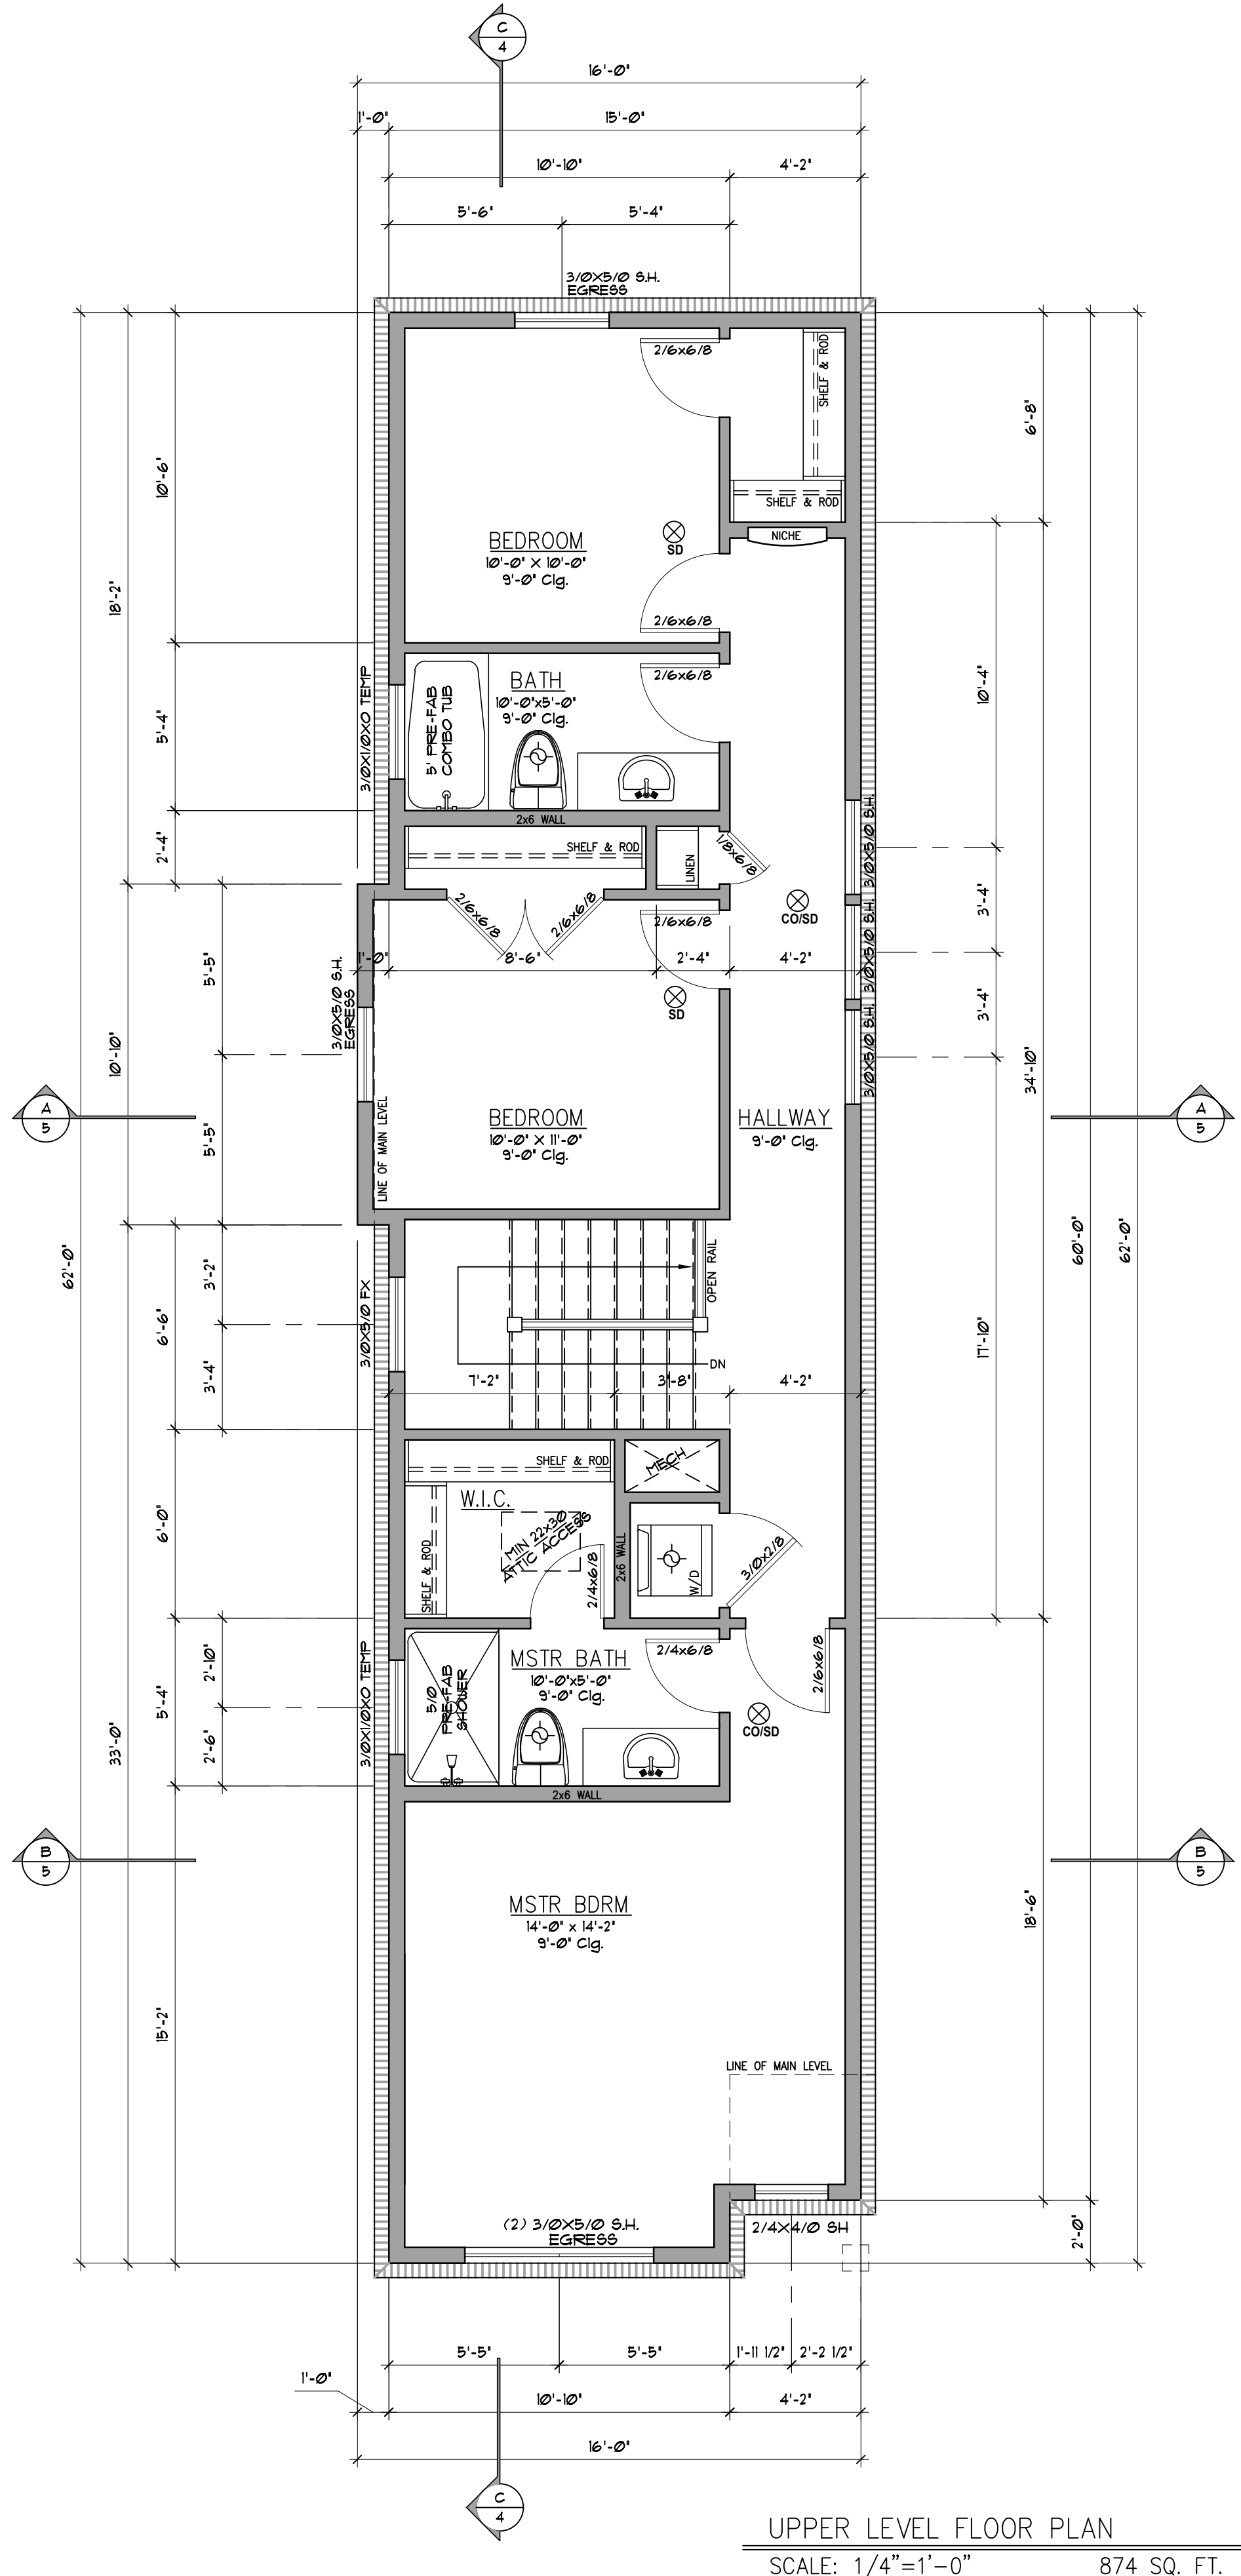 C
4
16'-0"
1'-0"
15'-0"
10'-10"
4'-2"
5'-6"
5'-4"
3/0X5/0 S.H.
EGRESS
2/6x6/8
SHELF & ROD
6'-8"
10'-6"
SHELF & ROD
NICHE
BEDROOM
10'-0" X 10'-0"
9'-0" Clg.
SD
18'-2"
2/6x6/8
2/6x6/8
BATH
10'-0"x5'-0"
9'-0" Clg.
5' PRE-FAB
COMBO TUB
3/0X1/0XO TEMP
5'-4"
10'-4"
2x6 WALL
2'-4"
SHELF & ROD
LINEN
1/8x6/8
3/0X5/0 S.H.
2/6x6/8
2/6x6/8
2/6x6/8
CO/SD
3'-4"
3/0X5/0 S.H.
1'-0"
8'-6"
2'-4"
4'-2"
5'-5"
3/0X5/0 S.H.
EGRESS
SD
3'-4"
3/0X5/0 S.H.
10'-10"
34'-10"
A
5
A
5
LINE OF MAIN LEVEL
BEDROOM
10'-0" X 11'-0"
9'-0" Clg.
HALLWAY
9'-0" Clg.
5'-5"
62'-0"
60'-0"
62'-0"
3'-2"
OPEN RAIL
6'-6"
3/0X5/0 FX
17'-10"
3'-4"
DN
7'-2"
3'-8"
4'-2"
SHELF & ROD
MECH
W.I.C.
MIN 22x30
ATTIC ACCESS
6'-0"
SHELF & ROD
2/4x6/8
2x6 WALL
W/D
3/0x2/8
2'-10"
5'-4"
2'-6"
33'-0"
3/0X1/0XO TEMP
5/0
PRE-FAB
SHOWER
MSTR BATH
10'-0"x5'-0"
9'-0" Clg.
2/4x6/8
2/6x6/8
CO/SD
2x6 WALL
B
5
B
5
MSTR BDRM
14'-0" x 14'-2"
9'-0" Clg.
18'-6"
15'-2"
LINE OF MAIN LEVEL
(2) 3/0X5/0 S.H.
EGRESS
2/4X4/0 SH
2'-0"
5'-5"
5'-5"
1'-11 1/2"
2'-2 1/2"
1'-0"
10'-10"
4'-2"
16'-0"
C
4
UPPER LEVEL FLOOR PLAN
SCALE: 1/4"=1'-0"
874 SQ. FT.